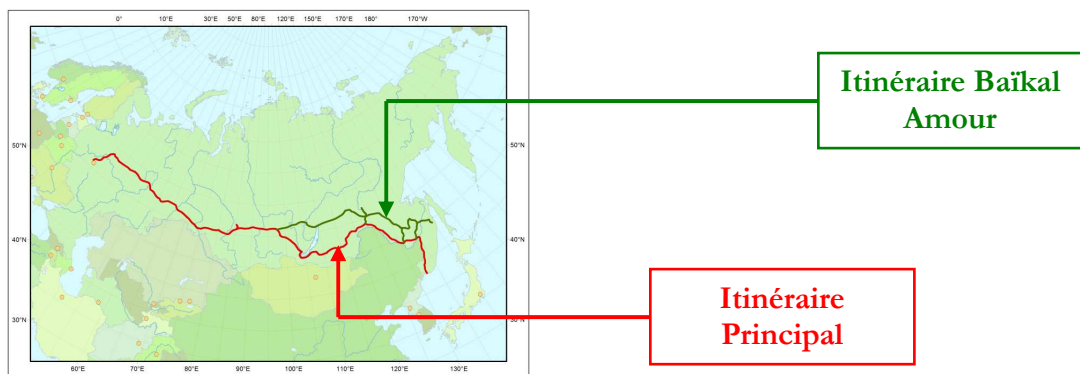 0° 10°E 30°E 50°E 80°E 120°E 150°E 170°E 180° 170°W
Itinéraire Baïkal
Amour
50°N 50°N
40°N 40°N
Itinéraire
Principal
30°N 30°N
60°E 70°E 80°E 90°E 100°E 110°E 120°E 130°E